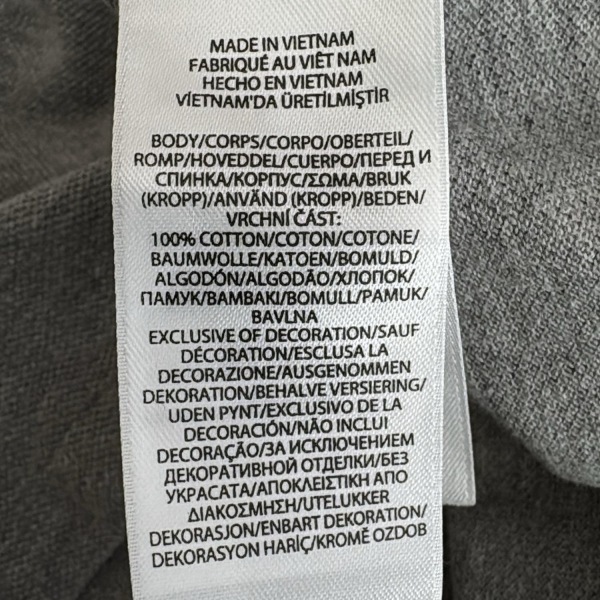 MADE IN VIETNAM
FABRIQUÉ AU VIÊT NAM
HECHO EN VIETNAM
VİETNAM'DA ÜRETİLMİŞTİR
BODY/CORPS/CORPO/OBERTEIL/
ROMP/HOVEDDEL/CUERPO/ПЕРЕД И
СПИНКА/КОРПУС/ΣΩΜΑ/BRUK
(KROPP)/ANVÄND (KROPP)/BEDEN/
VRCHNÍ ČÁST:
100% COTTON/COTON/COTONE/
BAUMWOLLE/KATOEN/BOMULD/
ALGODÓN/ALGODÃO/ХЛОПОК/
ПАМУК/ΒΑΜΒΑΚΙ/BOMULL/PAMUK/
BAVLNA
EXCLUSIVE OF DECORATION/SAUF
DÉCORATION/ESCLUSA LA
DECORAZIONE/AUSGENOMMEN
DEKORATION/BEHALVE VERSIERING/
UDEN PYNT/EXCLUSIVO DE LA
DECORACIÓN/NÃO INCLUI
DECORAÇÃO/ЗА ИСКЛЮЧЕНИЕМ
ДЕКОРАТИВНОЙ ОТДЕЛКИ/БЕЗ
УКРАСАТА/ΑΠΟΚΛΕΙΣΤΙΚΗ ΑΠΟ
ΔΙΑΚΟΣΜΗΣΗ/UTELUKKER
DEKORASJON/ENBART DEKORATION/
DEKORASYON HARİÇ/KROMĚ OZDOB